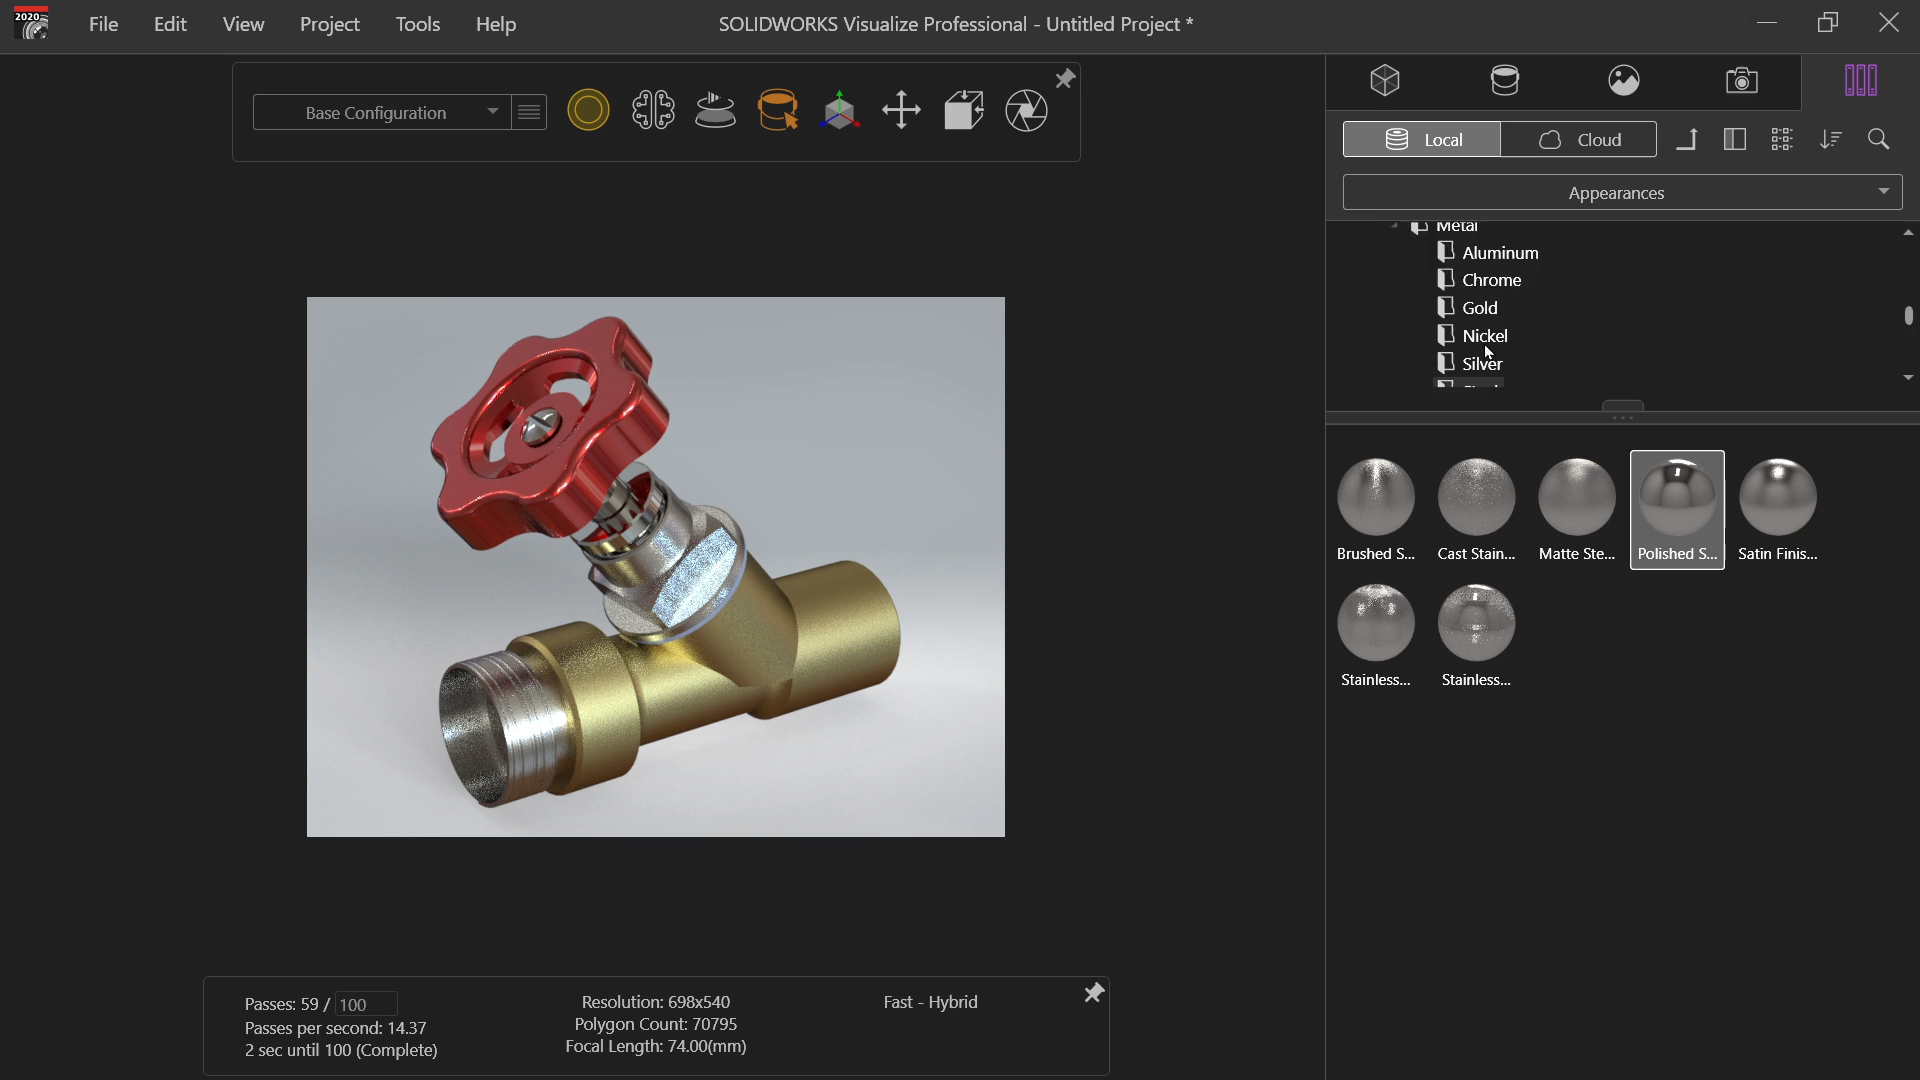 2020
File Edit View Project Tools Help
SOLIDWORKS Visualize Professional - Untitled Project *
Base Configuration
Local
Cloud
Appearances
Metal
Aluminum
Chrome
Gold
Nickel
Silver
Brushed S... Cast Stain... Matte Ste... Polished S... Satin Finis...
Stainless... Stainless...
Passes: 59 / 100
Passes per second: 14.37
2 sec until 100 (Complete)
Resolution: 698x540
Polygon Count: 70795
Focal Length: 74.00(mm)
Fast - Hybrid